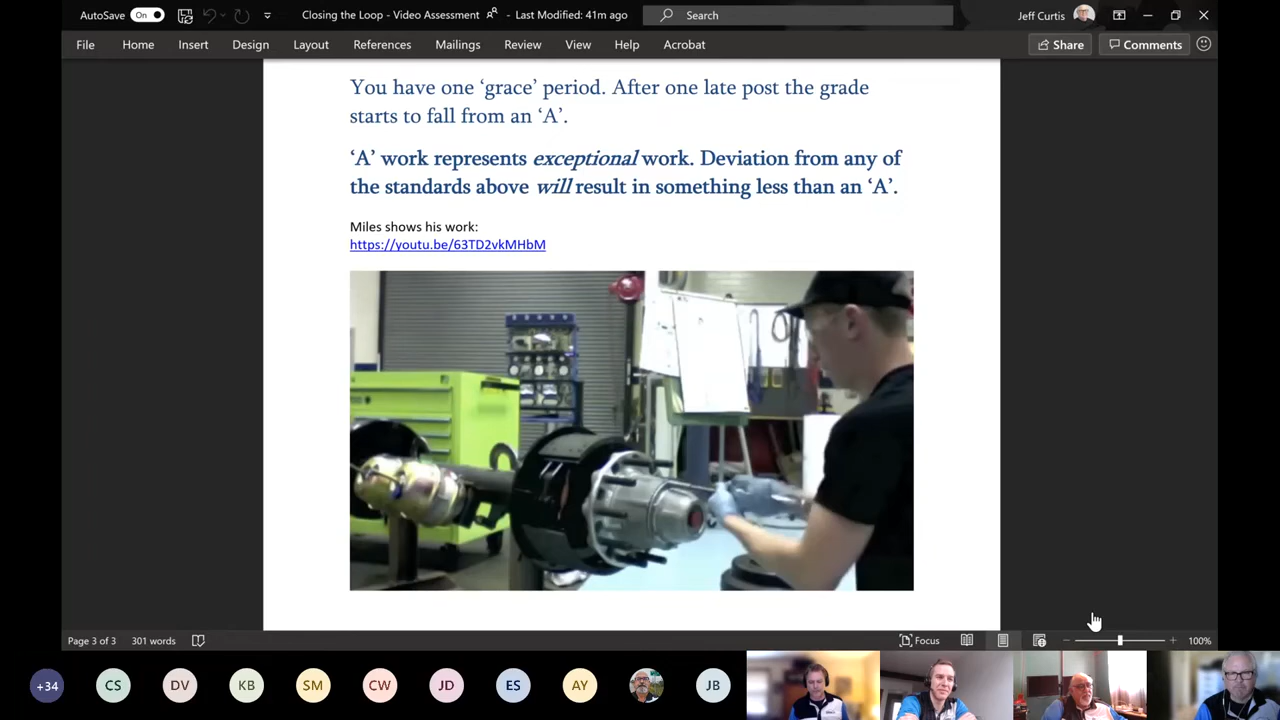 AutoSave On Closing the Loop - Video Assessment Last Modified: 41m ago Search Jeff Curtis
File Home Insert Design Layout References Mailings Review View Help Acrobat Share Comments
You have one ‘grace’ period. After one late post the grade
starts to fall from an ‘A’.
‘A’ work represents exceptional work. Deviation from any of
the standards above will result in something less than an ‘A’.
Miles shows his work:
https://youtu.be/63TD2vkMHbM
Page 3 of 3 301 words Focus 100%
+34 CS DV KB SM CW JD ES AY JB